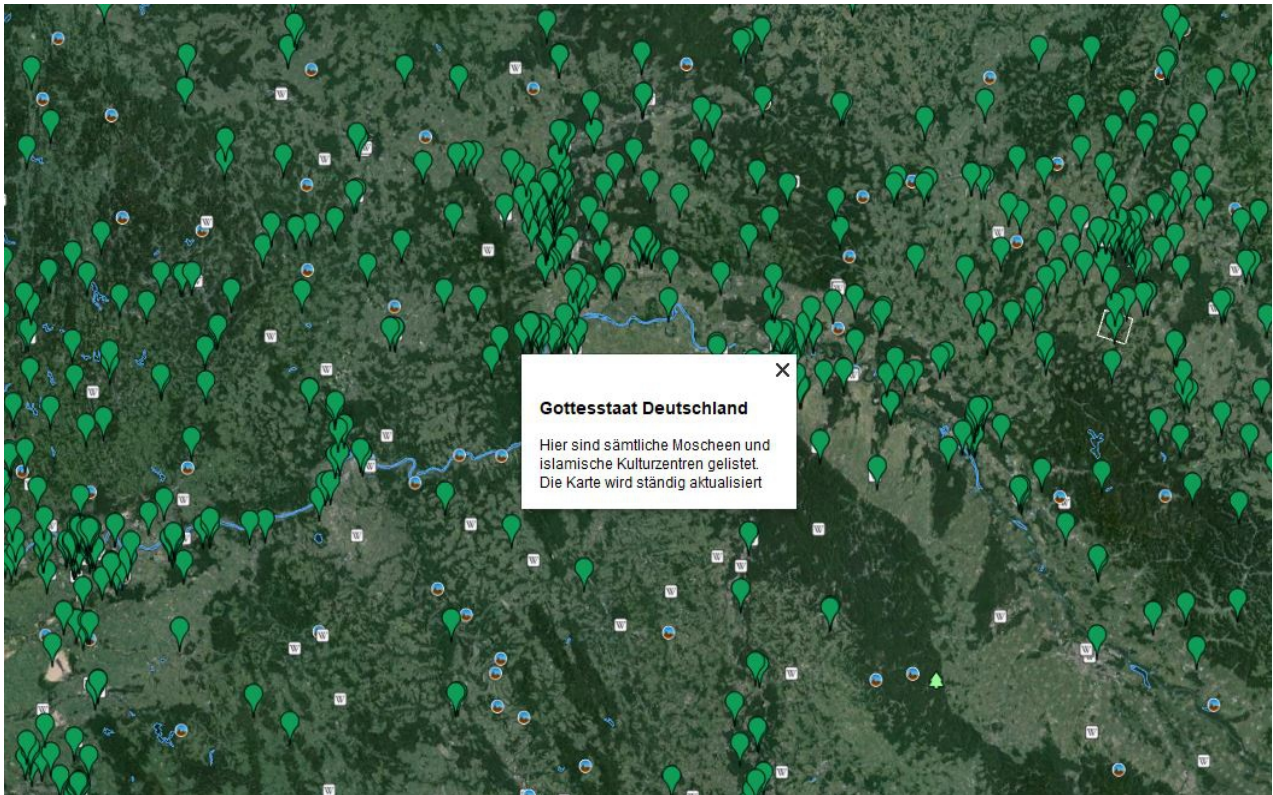 Gottesstaat Deutschland
Hier sind sämtliche Moscheen und
islamische Kulturzentren gelistet.
Die Karte wird ständig aktualisiert